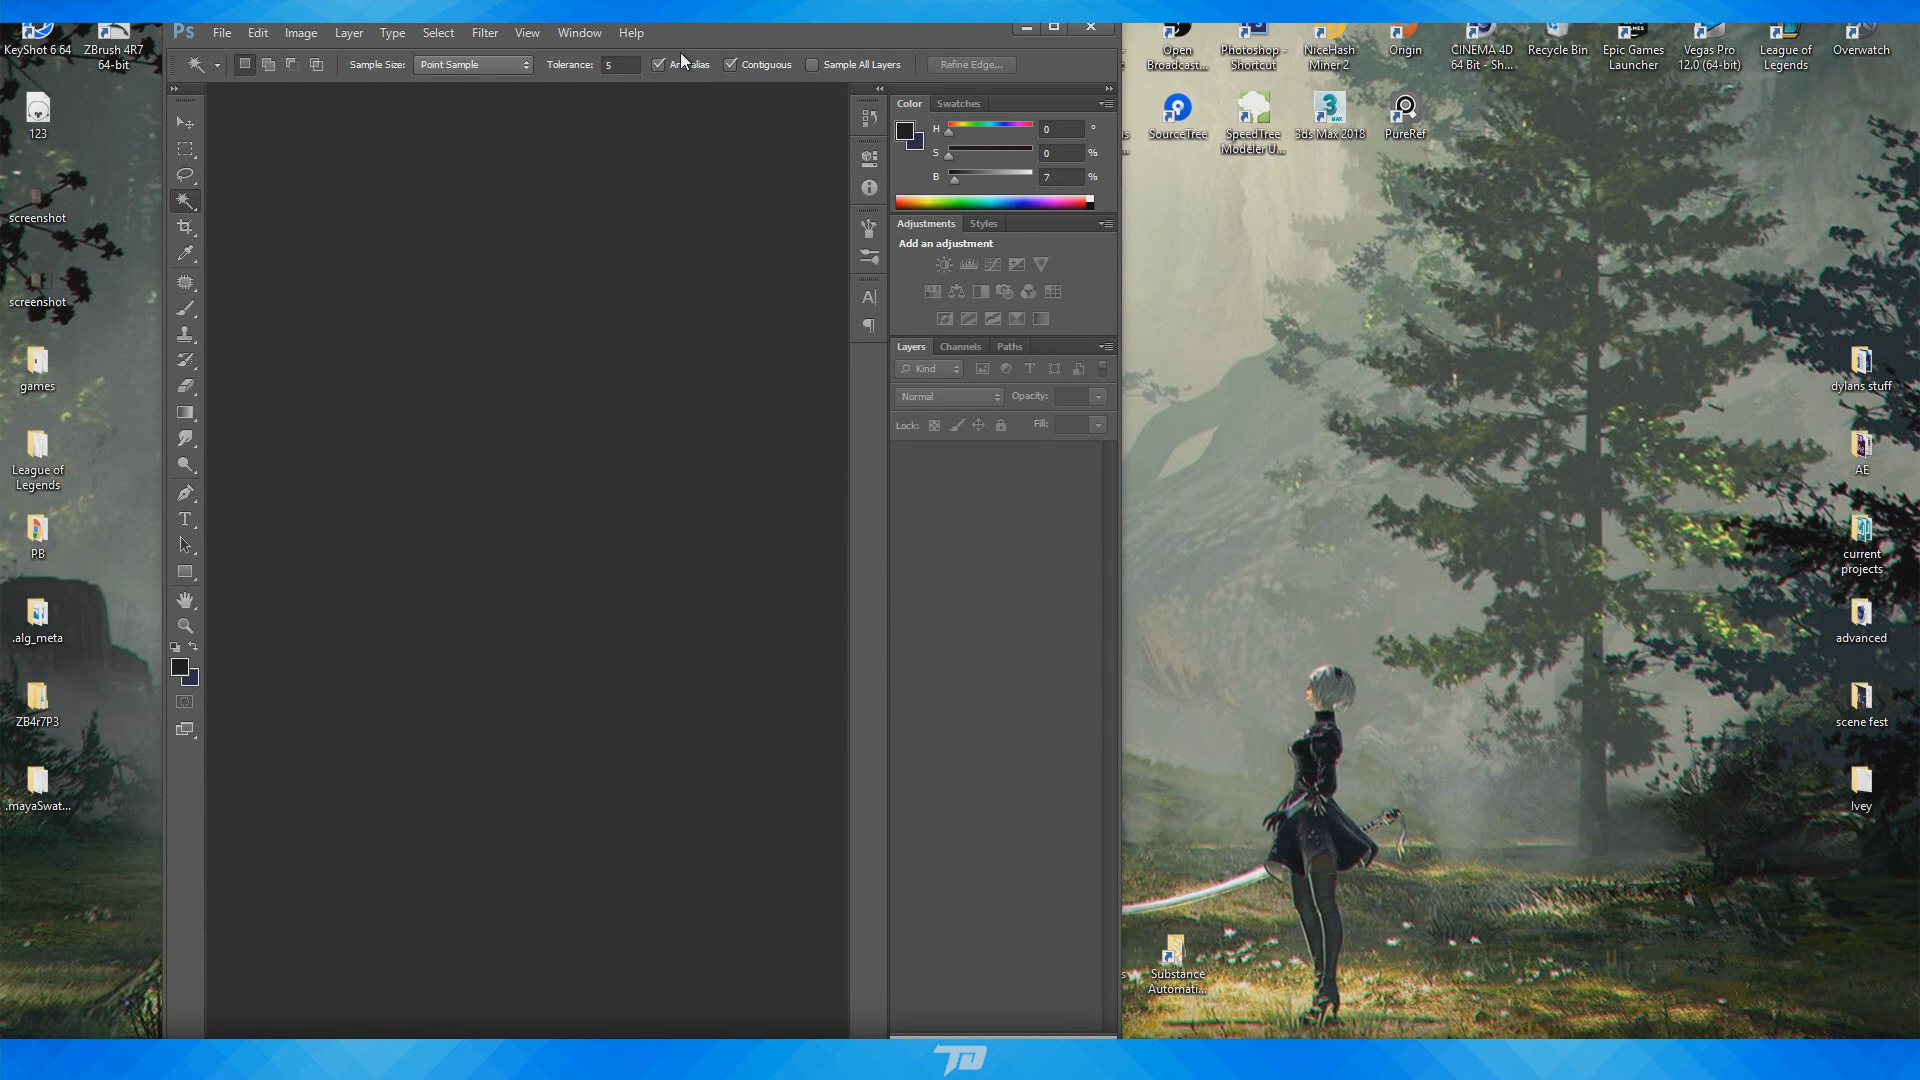 Ps File Edit Image Layer Type Select Filter View Window Help
Sample Size: Point Sample Tolerance: 5 Contiguous Sample All Layers Refine Edge...
KeyShot 6 64
ZBrush 4R7
64-bit
123
screenshot
screenshot
games
League of
Legends
PB
.alg_meta
ZB4r7P3
.mayaSwat...
Color Swatches
H 0 °
S 0 %
B 7 %
Adjustments Styles
Add an adjustment
Layers Channels Paths
Kind
Normal Opacity:
Lock: Fill:
Open
Broadcast...
Photoshop -
Shortcut
NiceHash
Miner 2
Origin
CINEMA 4D
64 Bit - Sh...
Recycle Bin
Epic Games
Launcher
Vegas Pro
12.0 (64-bit)
League of
Legends
Overwatch
SourceTree
SpeedTree
Modeler U...
3ds Max 2018
PureRef
dylans stuff
AE
current
projects
advanced
scene fest
Substance
Automati...
TD